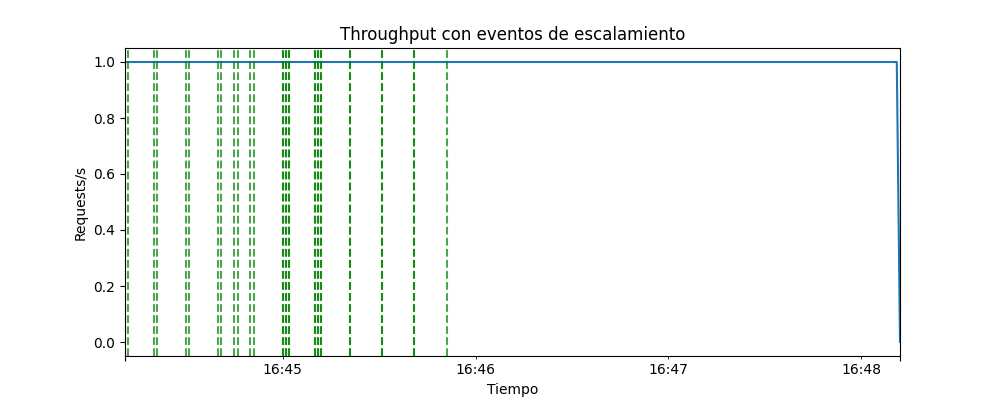 Throughput con eventos de escalamiento
1.0
0.8
0.6
0.4
0.2
0.0
Requests/s
16:45 16:46 16:47 16:48
Tiempo